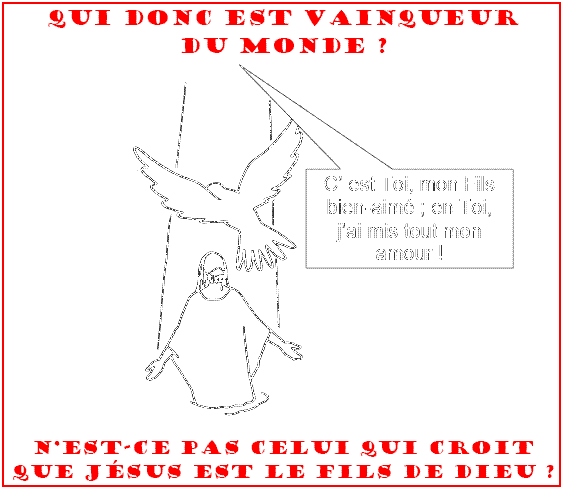 QUI DONC EST VAINQUEUR
DU MONDE ?
C' est Toi, mon Fils
bien-aimé ; en Toi,
j'ai mis tout mon
amour !
N'EST-CE PAS CELUI QUI CROIT
QUE JÉSUS EST LE FILS DE DIEU ?